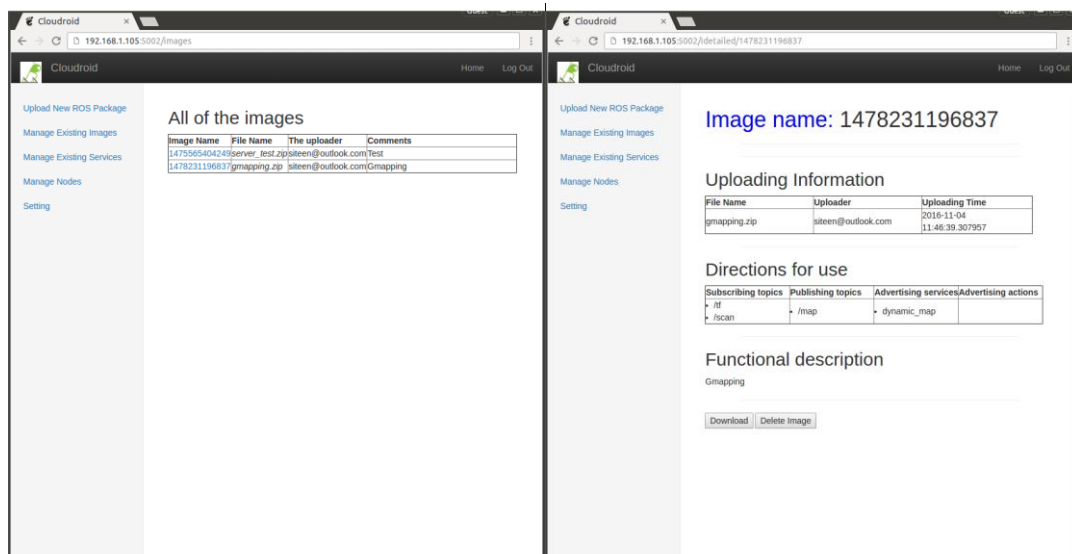 Cloudroid
192.168.1.105:5002/images
Cloudroid Home Log Out
Upload New ROS Package
Manage Existing Images
Manage Existing Services
Manage Nodes
Setting
All of the images
Image Name File Name The uploader Comments
1475565404249 server_test.zip siteen@outlook.com Test
1478231196837 gmapping.zip siteen@outlook.com Gmapping
Cloudroid
192.168.1.105:5002/idetailed/1478231196837
Cloudroid Home Log Out
Upload New ROS Package
Manage Existing Images
Manage Existing Services
Manage Nodes
Setting
Image name: 1478231196837
Uploading Information
File Name Uploader Uploading Time
gmapping.zip siteen@outlook.com 2016-11-04
11:46:39.307957
Directions for use
Subscribing topics Publishing topics Advertising services Advertising actions
• /tf
• /scan
• /map
• dynamic_map
Functional description
Gmapping
Download Delete Image